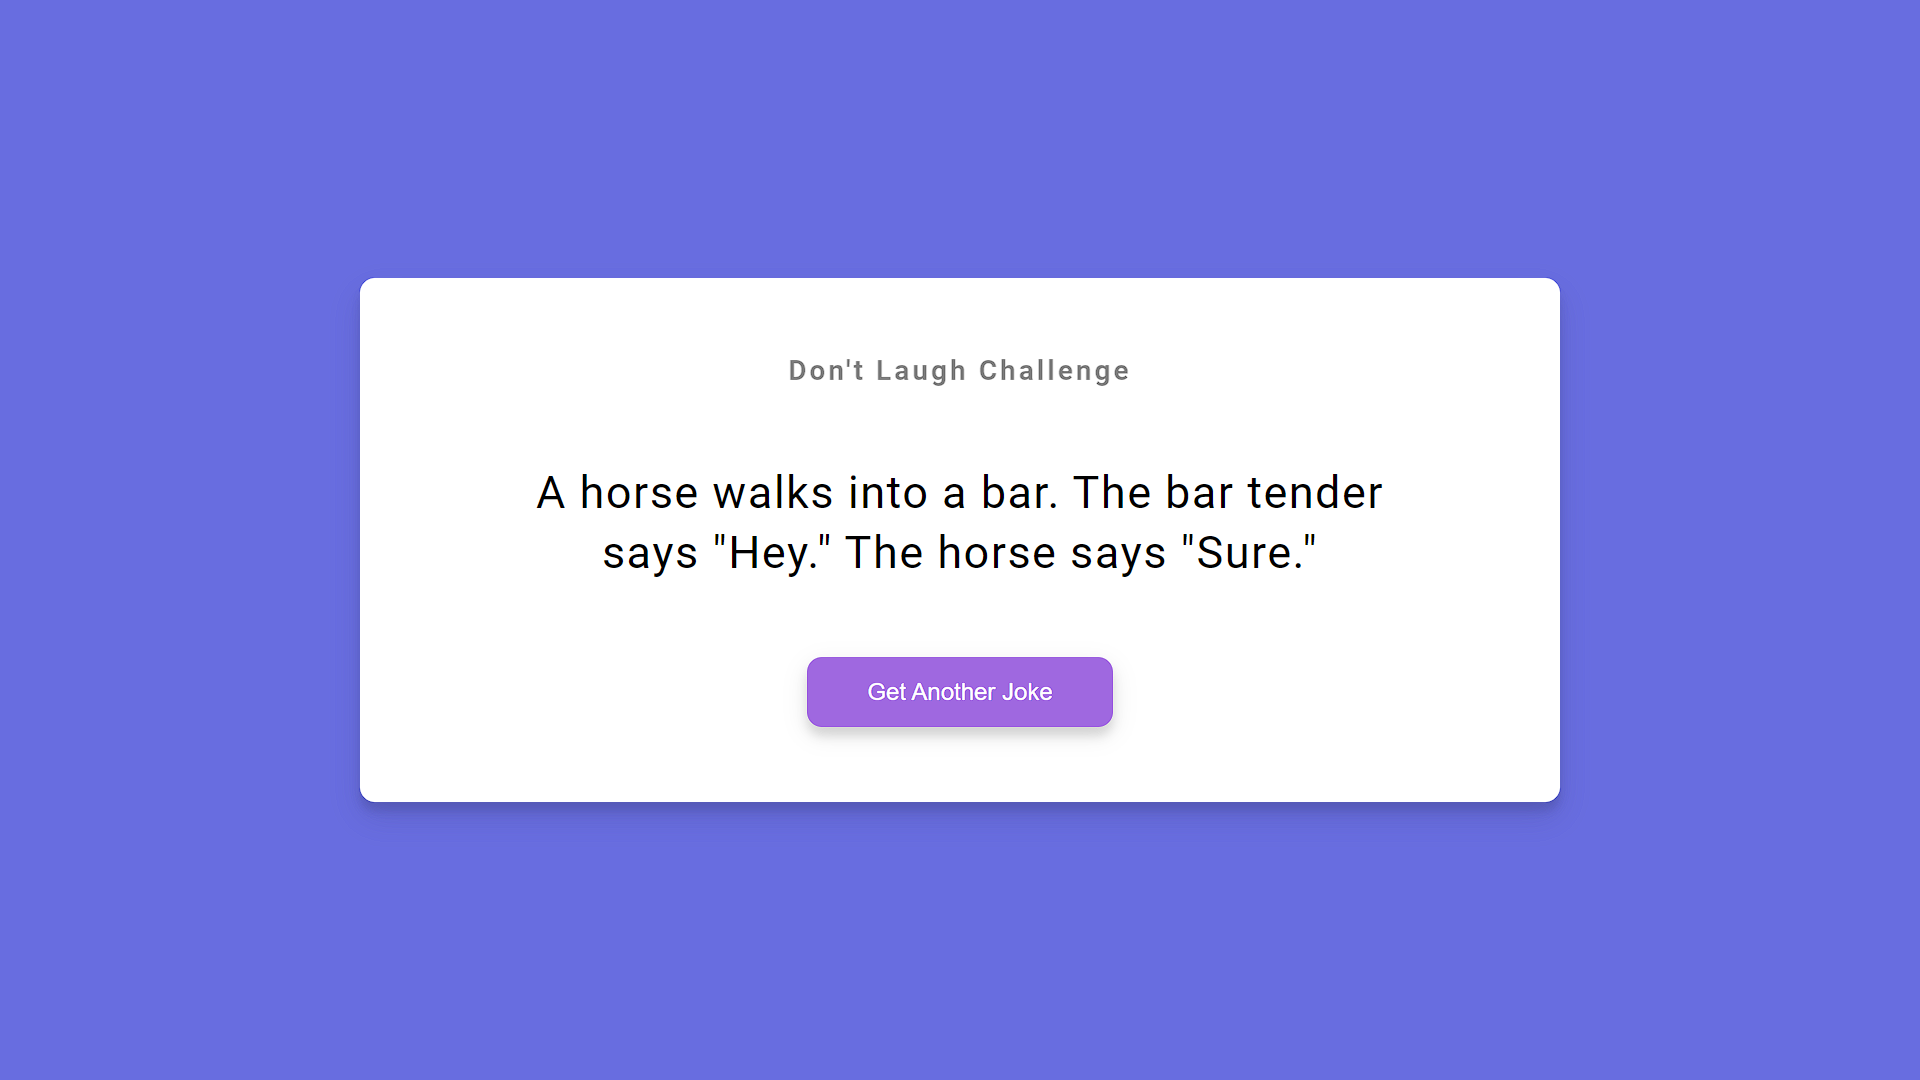 Don't Laugh Challenge
A horse walks into a bar. The bar tender
says "Hey." The horse says "Sure."
Get Another Joke